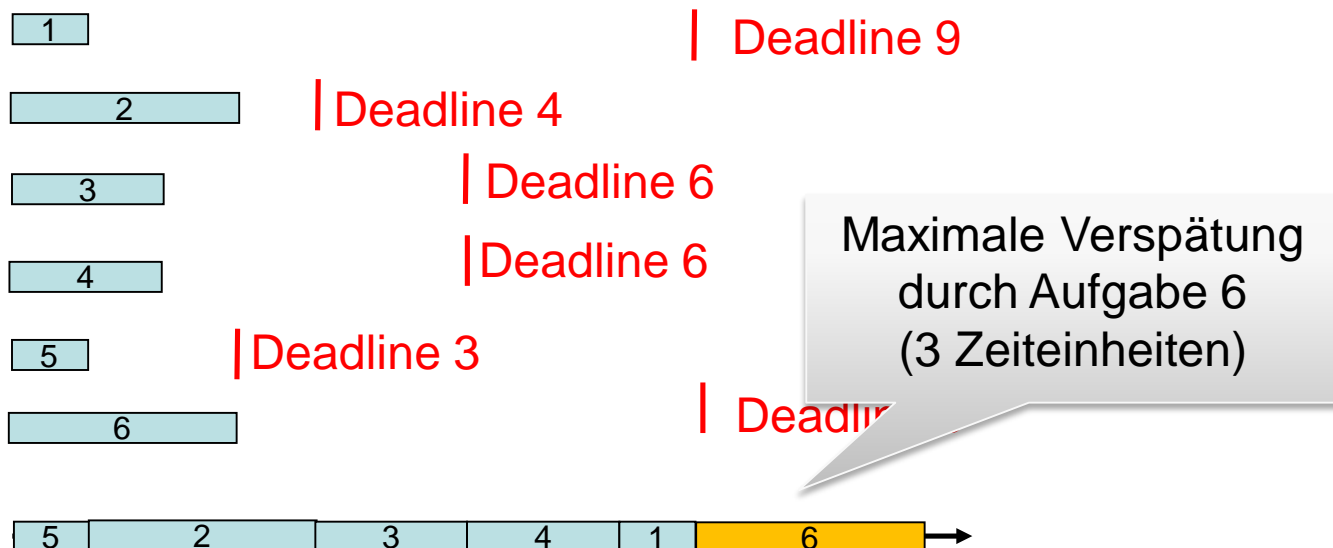 1
Deadline 9
2
Deadline 4
3
Deadline 6
4
Deadline 6
Maximale Verspätung
durch Aufgabe 6
(3 Zeiteinheiten)
5
Deadline 3
6
5 2 3 4 1 6